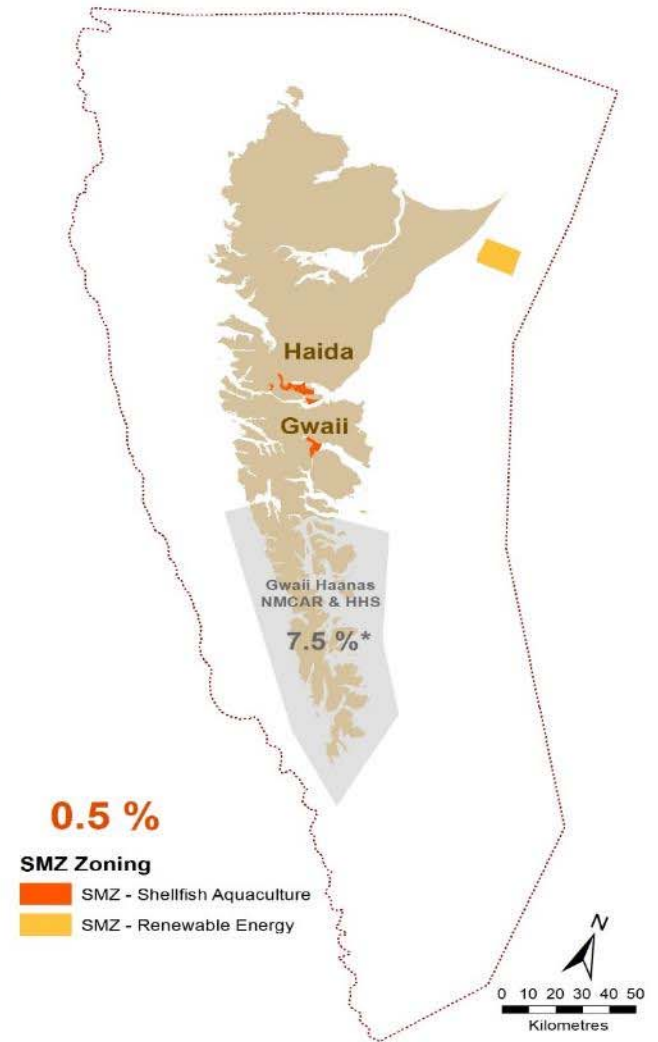 Haida
Gwaii
Gwaii Haanas
NMCAR & HHS
7.5 %*
0.5 %
SMZ Zoning
SMZ - Shellfish Aquaculture
SMZ - Renewable Energy
N
0 10 20 30 40 50
Kilometres